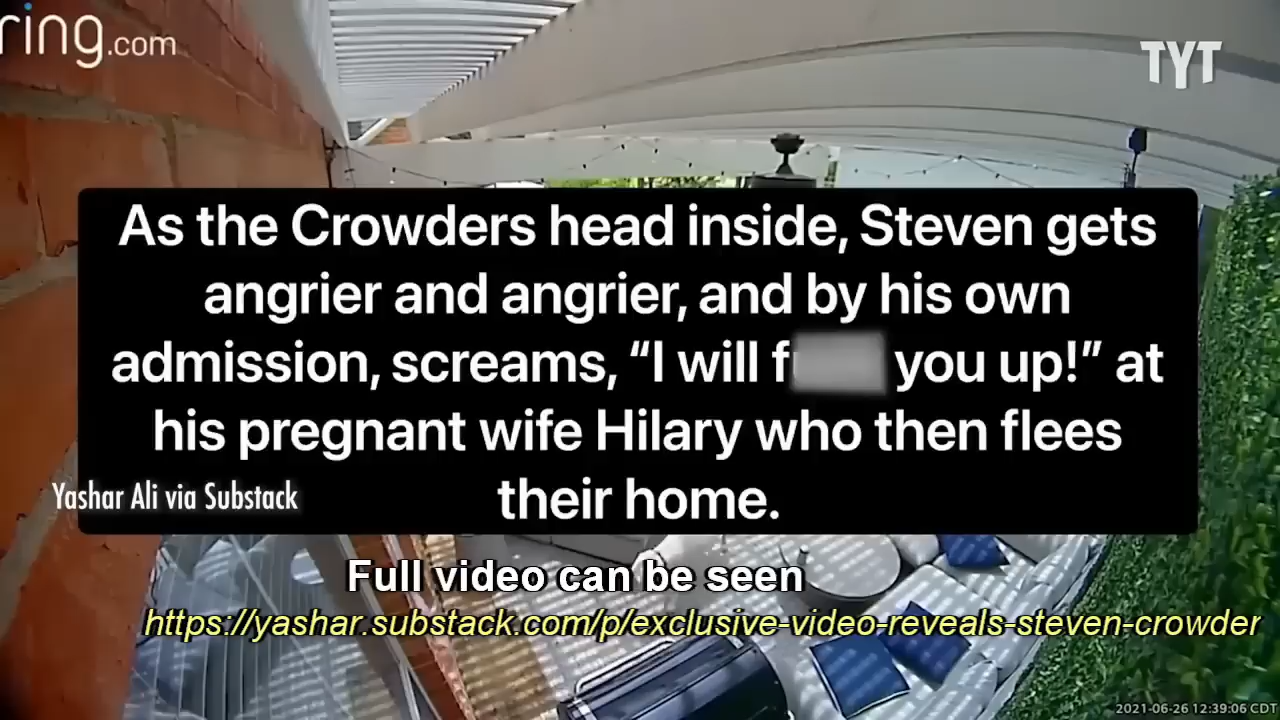 ring.com
TYT
As the Crowders head inside, Steven gets
angrier and angrier, and by his own
admission, screams, “I will f you up!” at
his pregnant wife Hilary who then flees
their home.
Yashar Ali via Substack
Full video can be seen
https://yashar.substack.com/p/exclusive-video-reveals-steven-crowder
2021-06-26 12:39:06 CDT